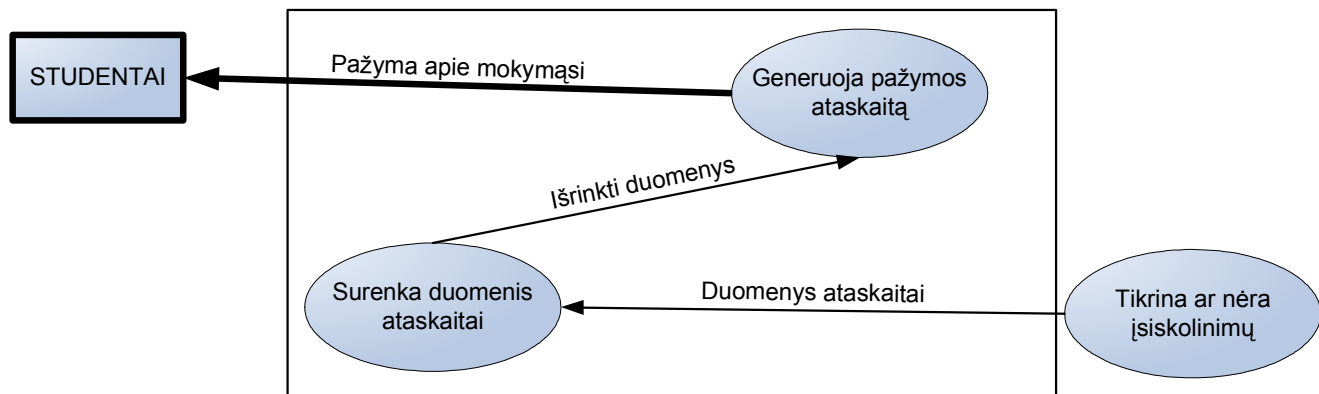 STUDENTAI
Pažyma apie mokymąsi
Generuoja pažymos
ataskaitą
Išrinkti duomenys
Surenka duomenis
ataskaitai
Duomenys ataskaitai
Tikrina ar nėra
įsiskolinimų